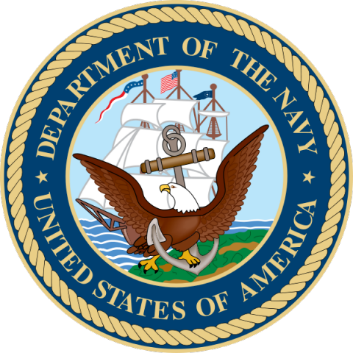 DEPARTMENT OF THE NAVY
UNITED STATES OF AMERICA